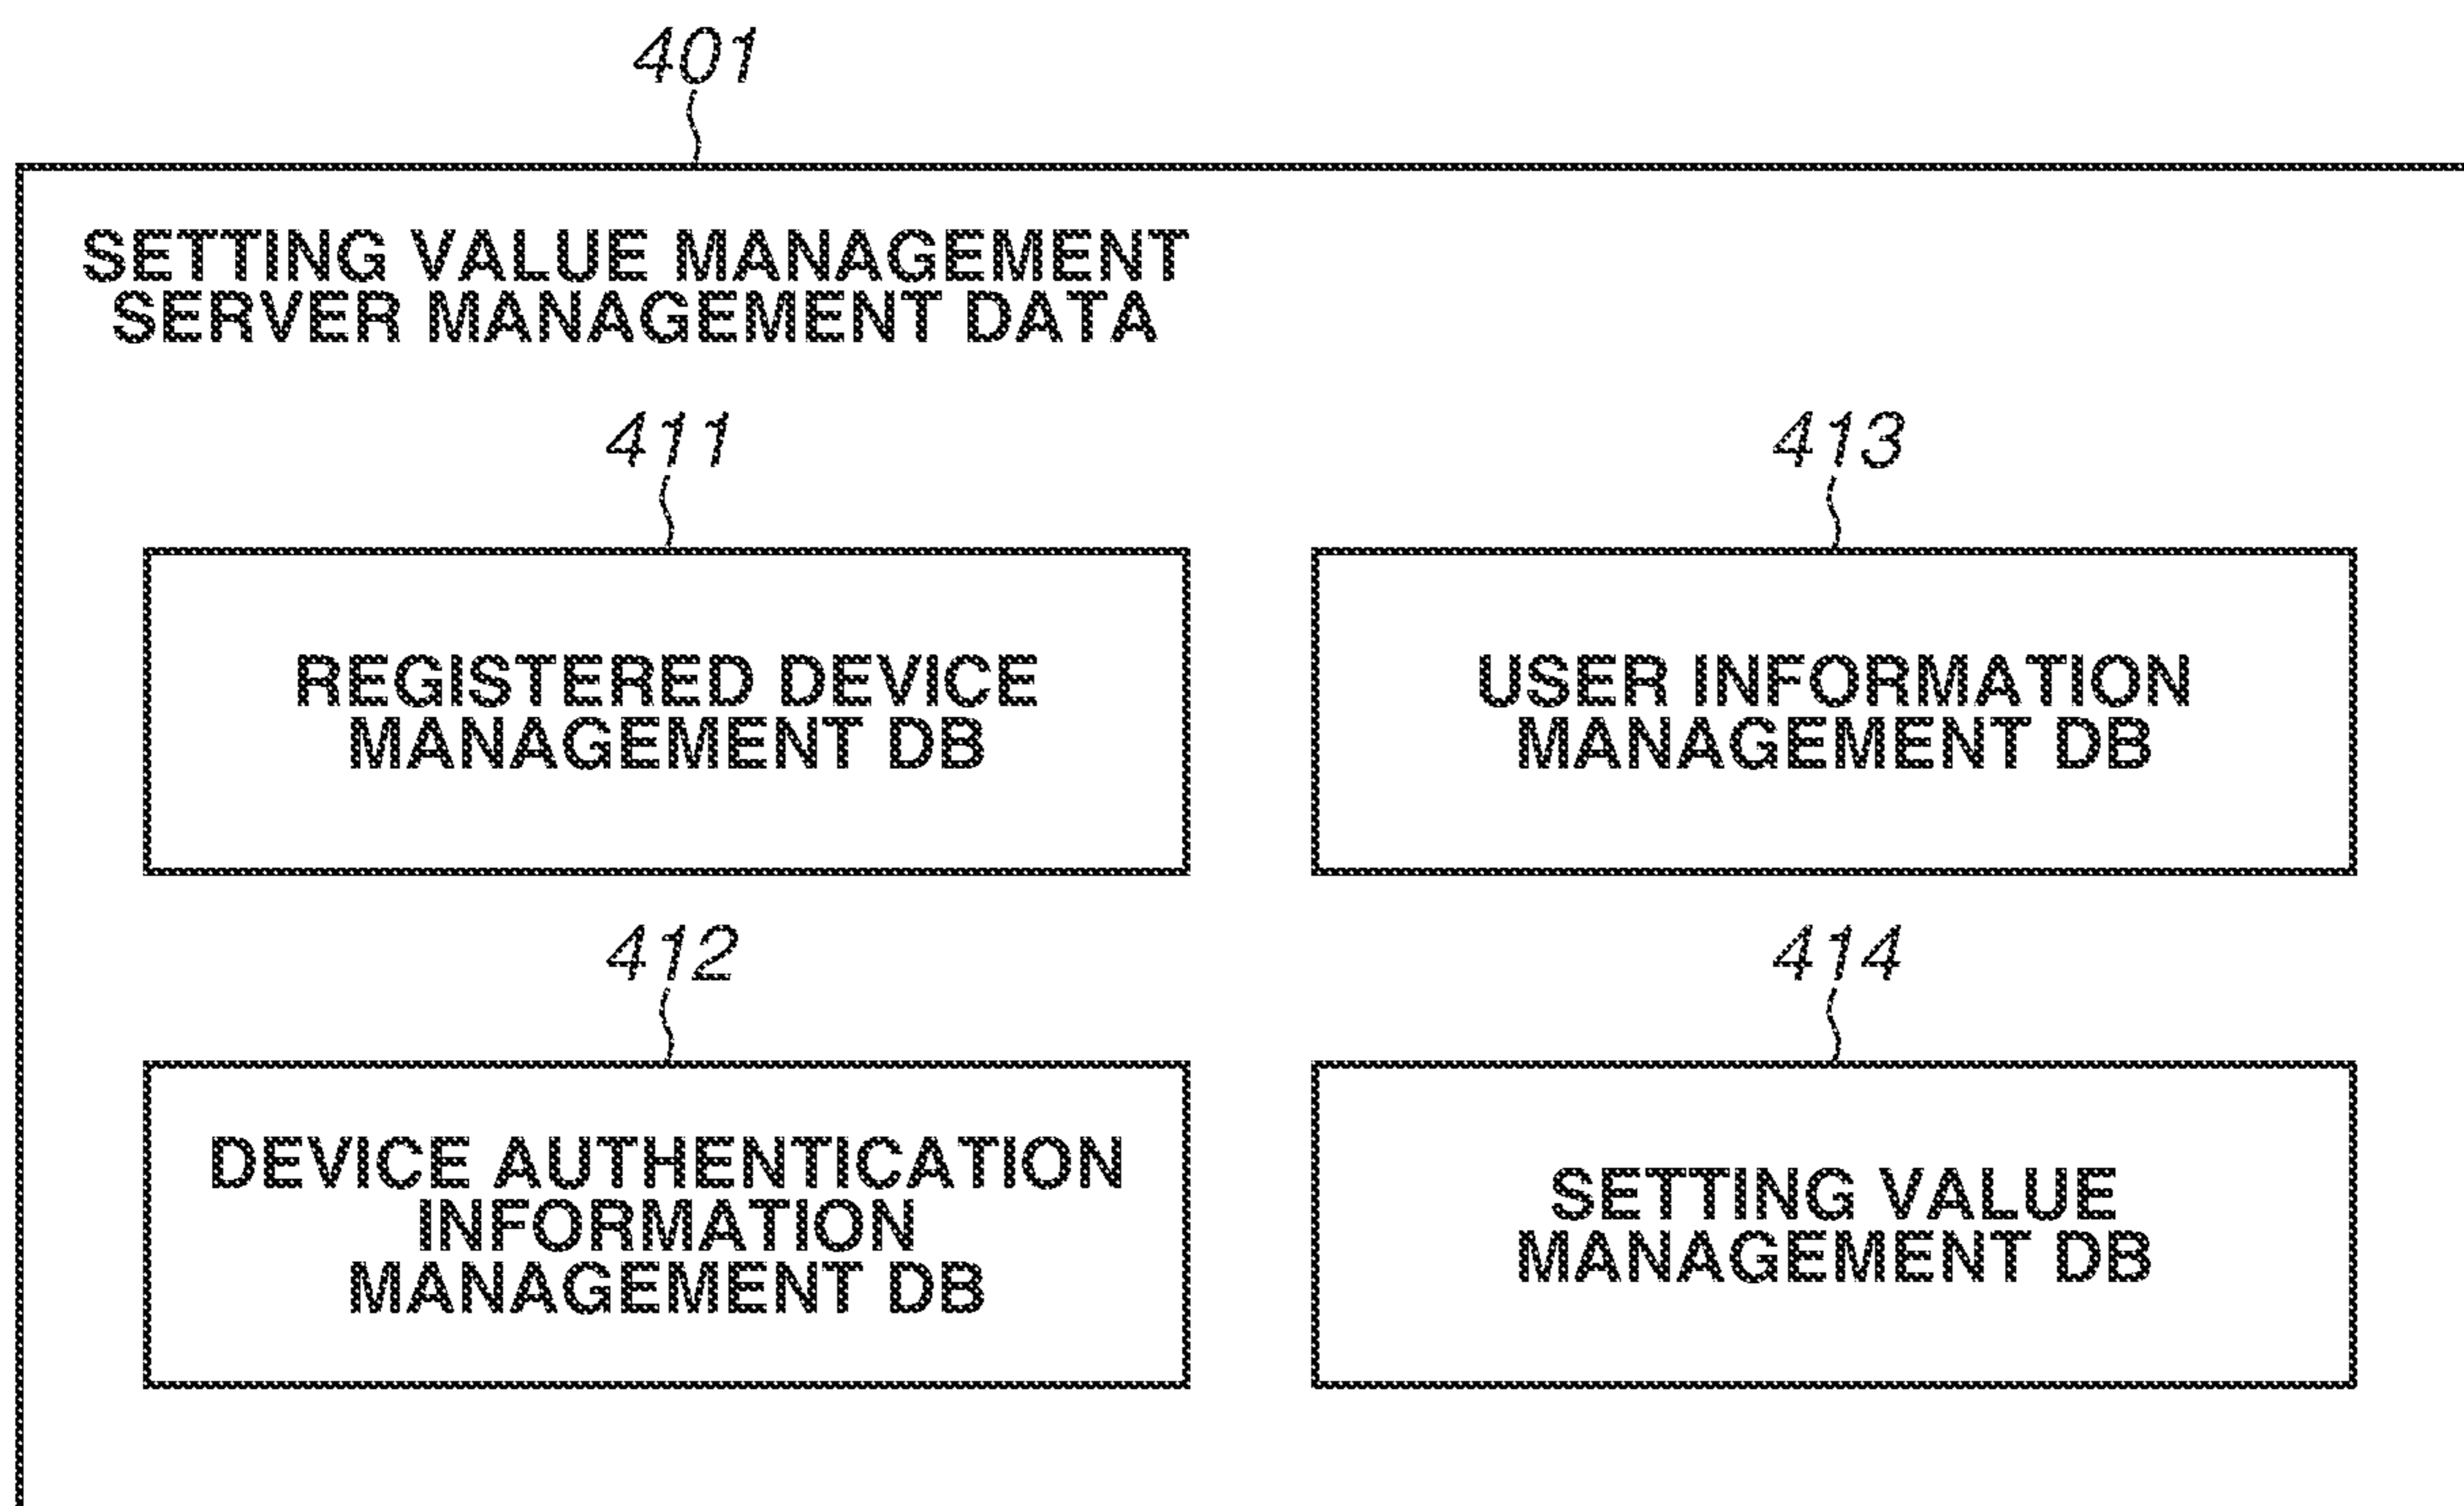 401
SETTING VALUE MANAGEMENT
SERVER MANAGEMENT DATA
411
REGISTERED DEVICE
MANAGEMENT DB
413
USER INFORMATION
MANAGEMENT DB
412
DEVICE AUTHENTICATION
INFORMATION
MANAGEMENT DB
414
SETTING VALUE
MANAGEMENT DB